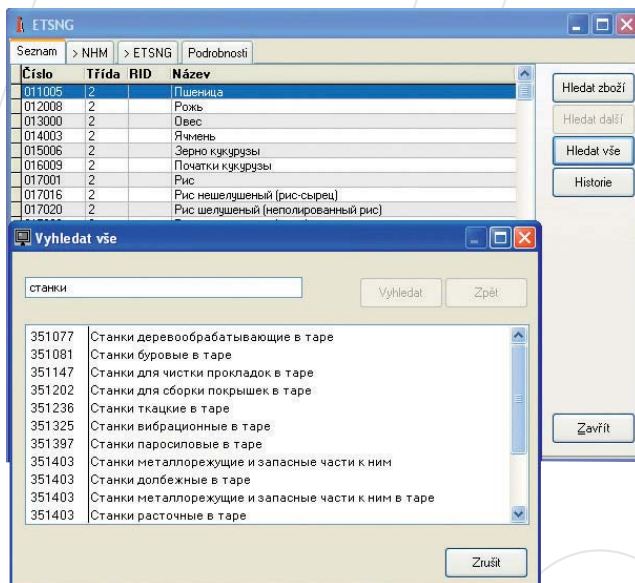 ETSNG
Seznam > NHM > ETSNG Podrobnosti
Číslo Třída RID Název
011005 2 Пшеница
012008 2 Рожь
013000 2 Овес
014003 2 Ячмень
015006 2 Зерно кукурузы
016009 2 Початки кукурузы
017001 2 Рис
017016 2 Рис нешелушеный (рис-сырец)
017020 2 Рис шелушеный (неполированный рис)
Hledat zboží
Hledat další
Hledat vše
Historie
Zavřít
Vyhledat vše
станки
Vyhledat Zpět
351077 Станки деревообрабатывающие в таре
351081 Станки буровые в таре
351147 Станки для чистки прокладок в таре
351202 Станки для сборки покрышек в таре
351236 Станки ткацкие в таре
351325 Станки вибрационные в таре
351397 Станки паросиловые в таре
351403 Станки металлорежущие и запасные части к ним
351403 Станки долбежные в таре
351403 Станки металлорежущие и запасные части к ним в таре
351403 Станки расточные в таре
Zrušit